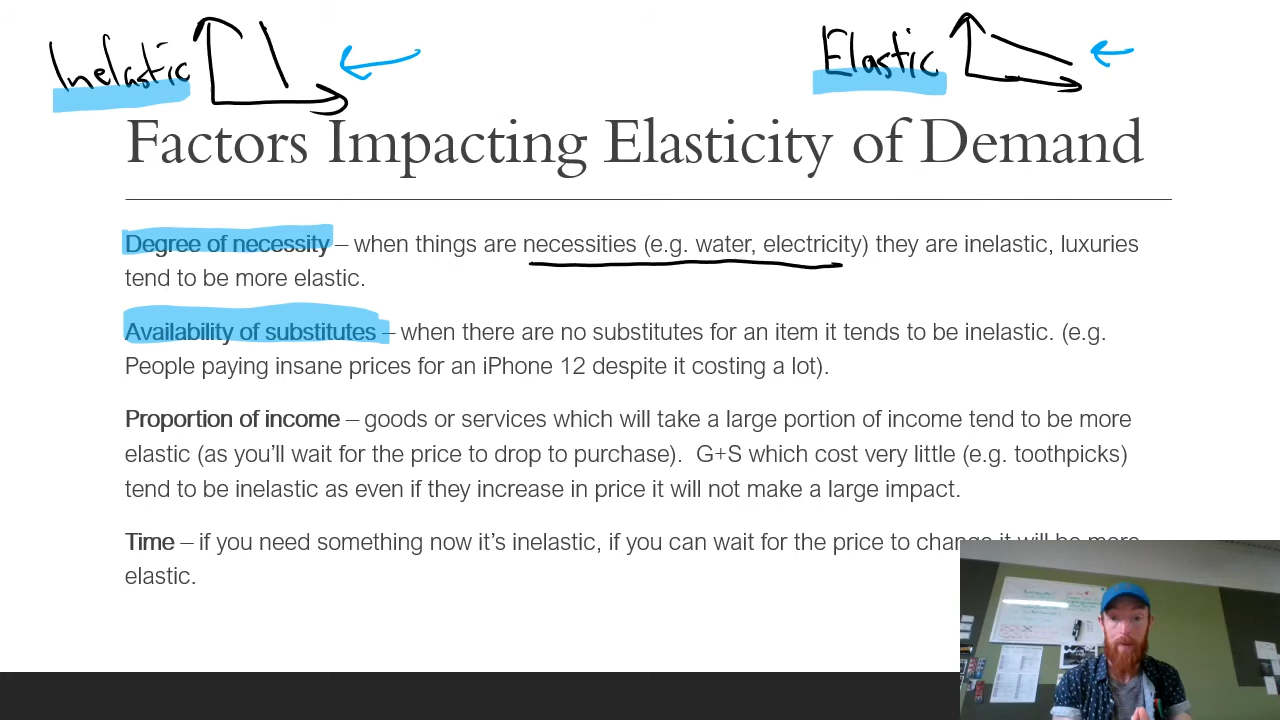 Inelastic
Elastic
Factors Impacting Elasticity of Demand
Degree of necessity – when things are necessities (e.g. water, electricity) they are inelastic, luxuries
tend to be more elastic.
Availability of substitutes – when there are no substitutes for an item it tends to be inelastic. (e.g.
People paying insane prices for an iPhone 12 despite it costing a lot).
Proportion of income – goods or services which will take a large portion of income tend to be more
elastic (as you'll wait for the price to drop to purchase).  G+S which cost very little (e.g. toothpicks)
tend to be inelastic as even if they increase in price it will not make a large impact.
Time – if you need something now it's inelastic, if you can wait for the price to change it will be more
elastic.